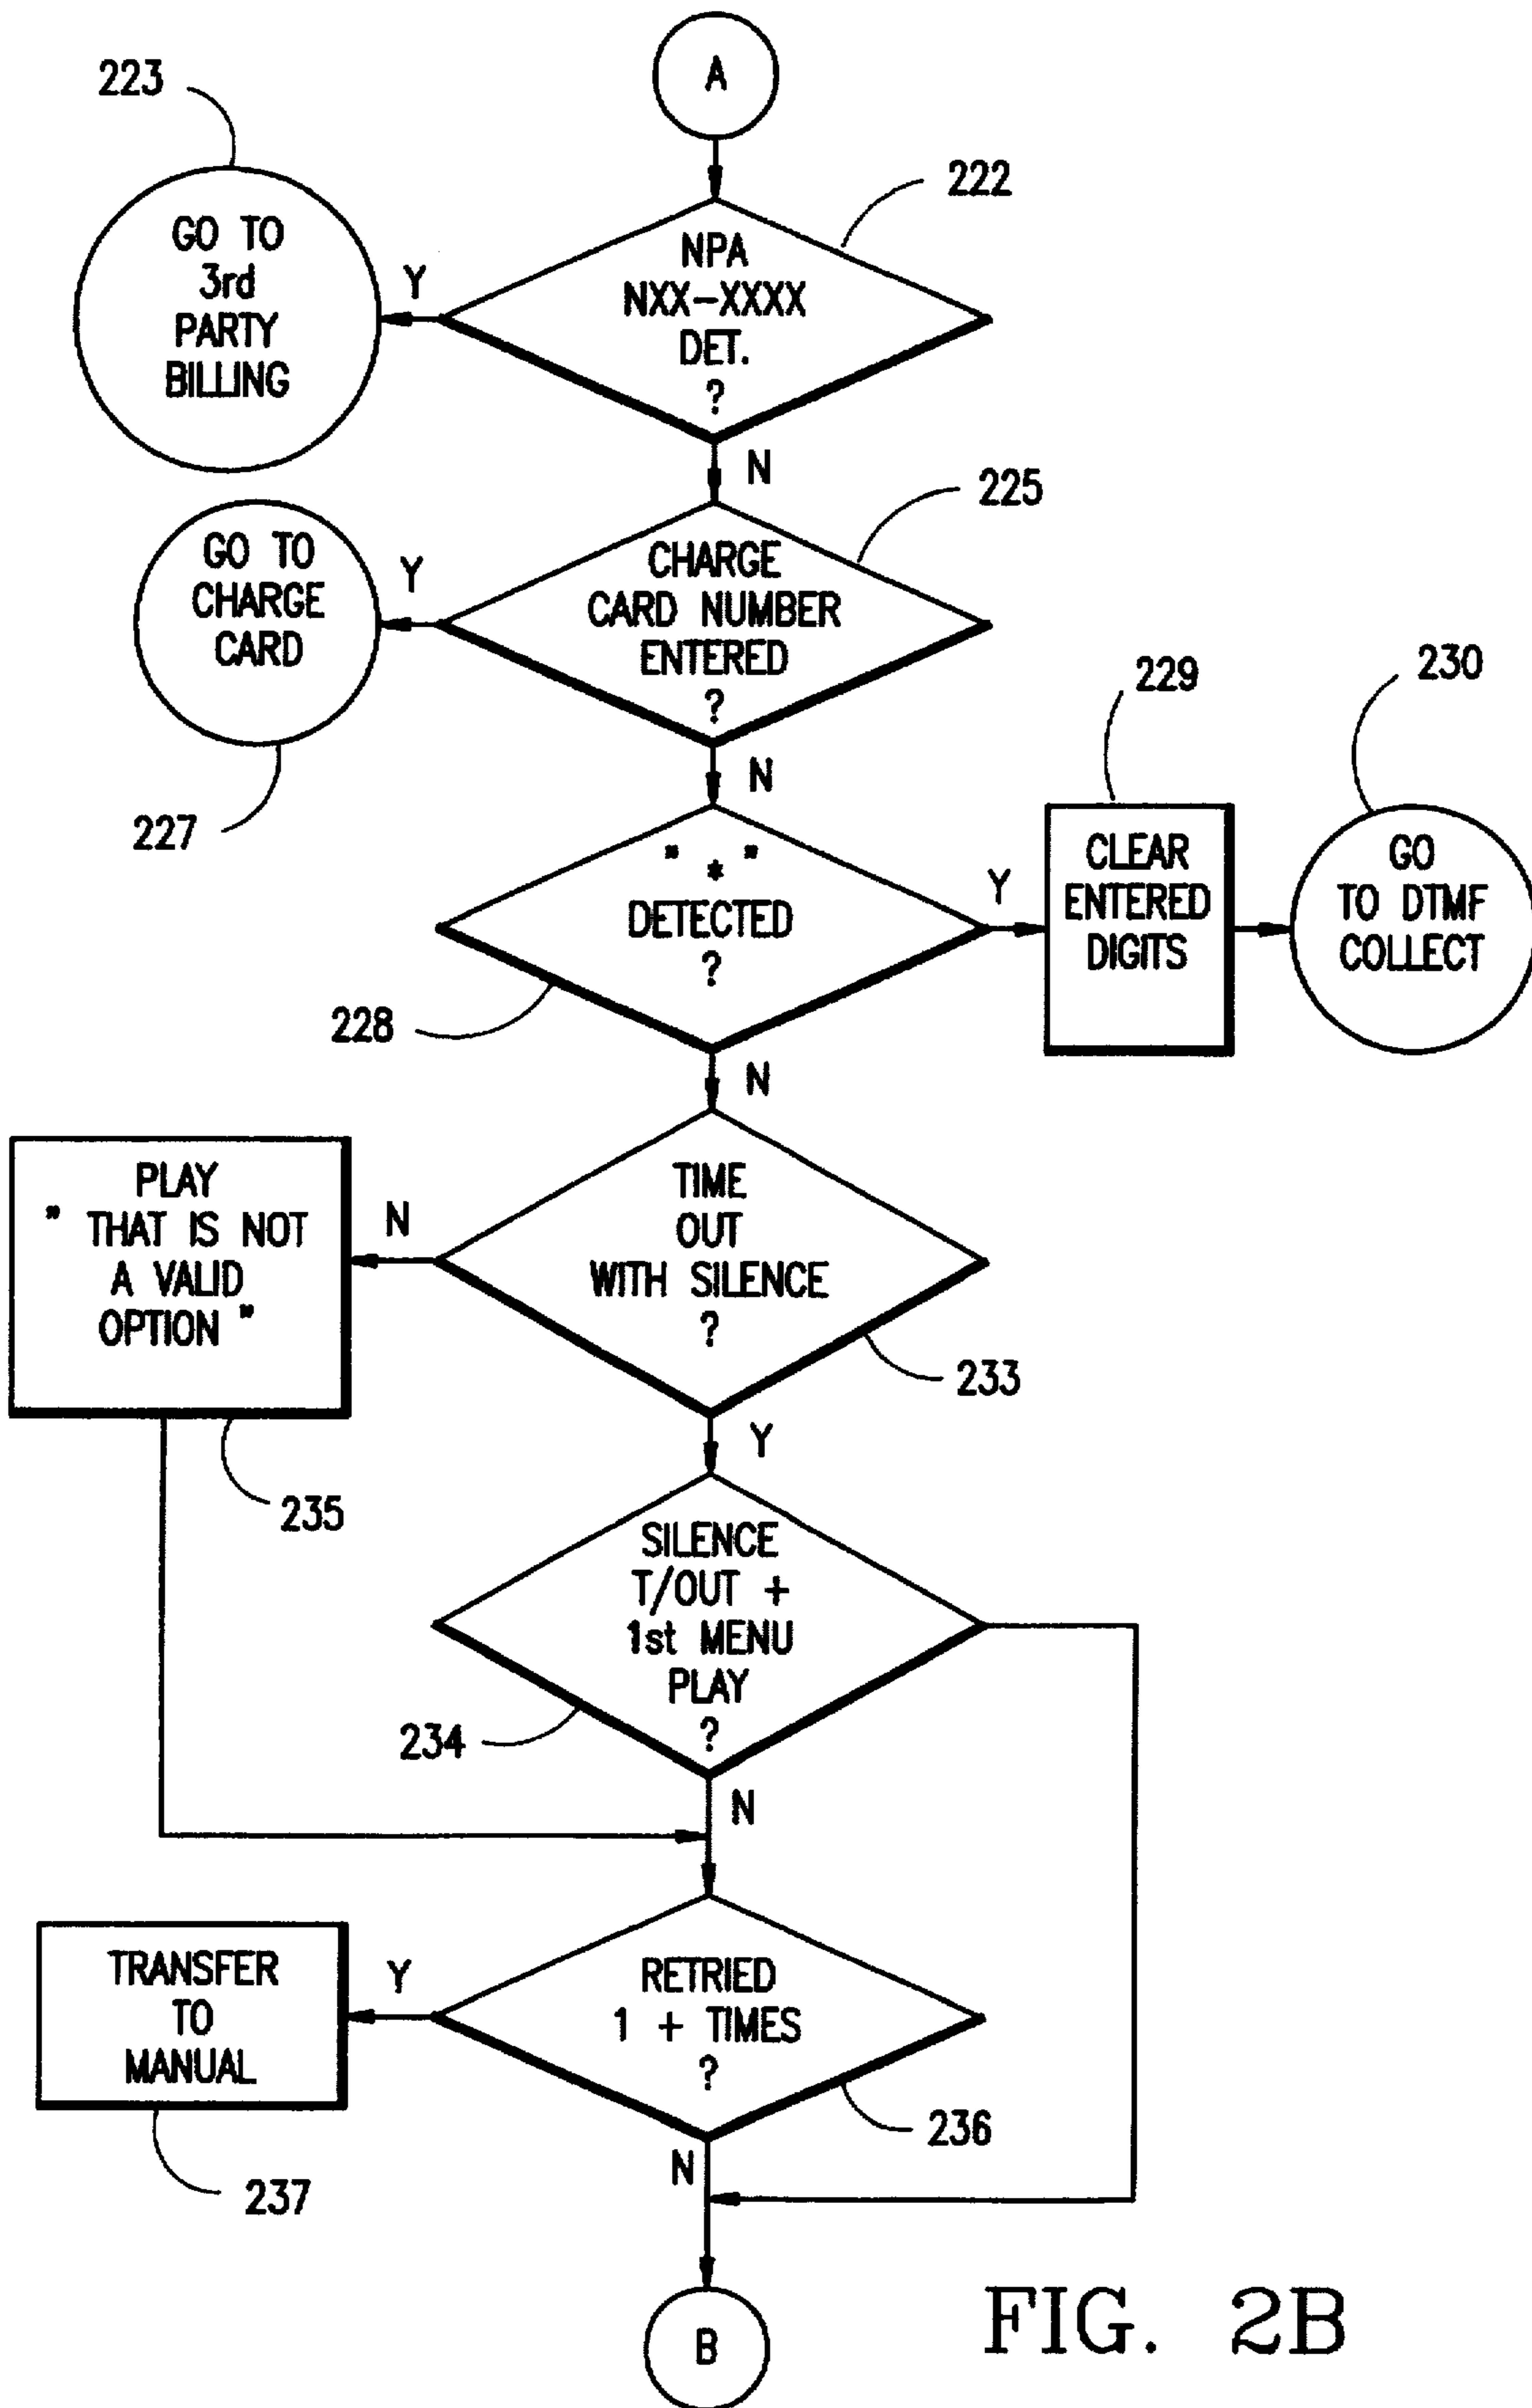 A
223
222
GO TO
3rd
PARTY
BILLING
Y
NPA
NXX-XXXX
DET.
?
N
225
GO TO
CHARGE
CARD
Y
CHARGE
CARD NUMBER
ENTERED
?
227
N
229
230
" * "
DETECTED
?
Y
CLEAR
ENTERED
DIGITS
GO
TO DTMF
COLLECT
228
N
PLAY
" THAT IS NOT
A VALID
OPTION "
N
TIME
OUT
WITH SILENCE
?
233
235
Y
SILENCE
T/OUT +
1st MENU
PLAY
?
234
N
TRANSFER
TO
MANUAL
Y
RETRIED
1 + TIMES
?
236
237
N
B
FIG. 2B